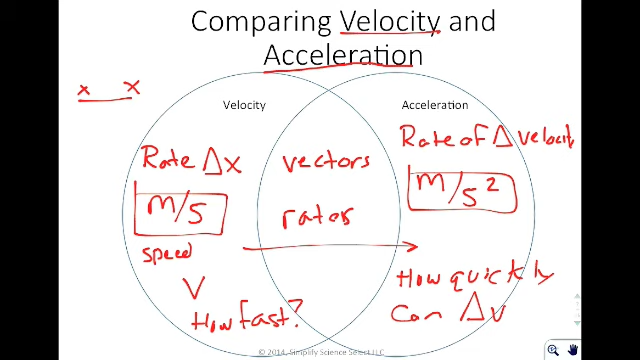 Comparing Velocity and
Acceleration
x x
Velocity
Acceleration
Rate Δx
vectors
Rate of Δ velocity
m/s
rates
m/s²
speed
V
How fast?
How quickly
can Δv
© 2014, Simplify Science Select LLC